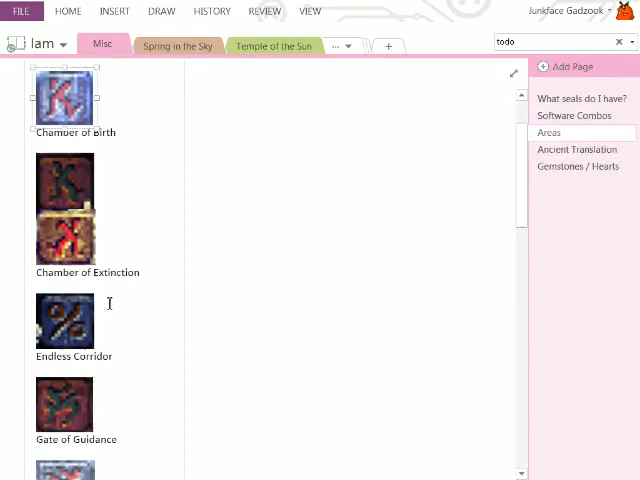 FILE HOME INSERT DRAW HISTORY REVIEW VIEW Junkface Gadzook
lam Misc Spring in the Sky Temple of the Sun ... + todo
Add Page
What seals do I have?
Software Combos
Areas
Ancient Translation
Gemstones / Hearts
Chamber of Birth
Chamber of Extinction
Endless Corridor
Gate of Guidance